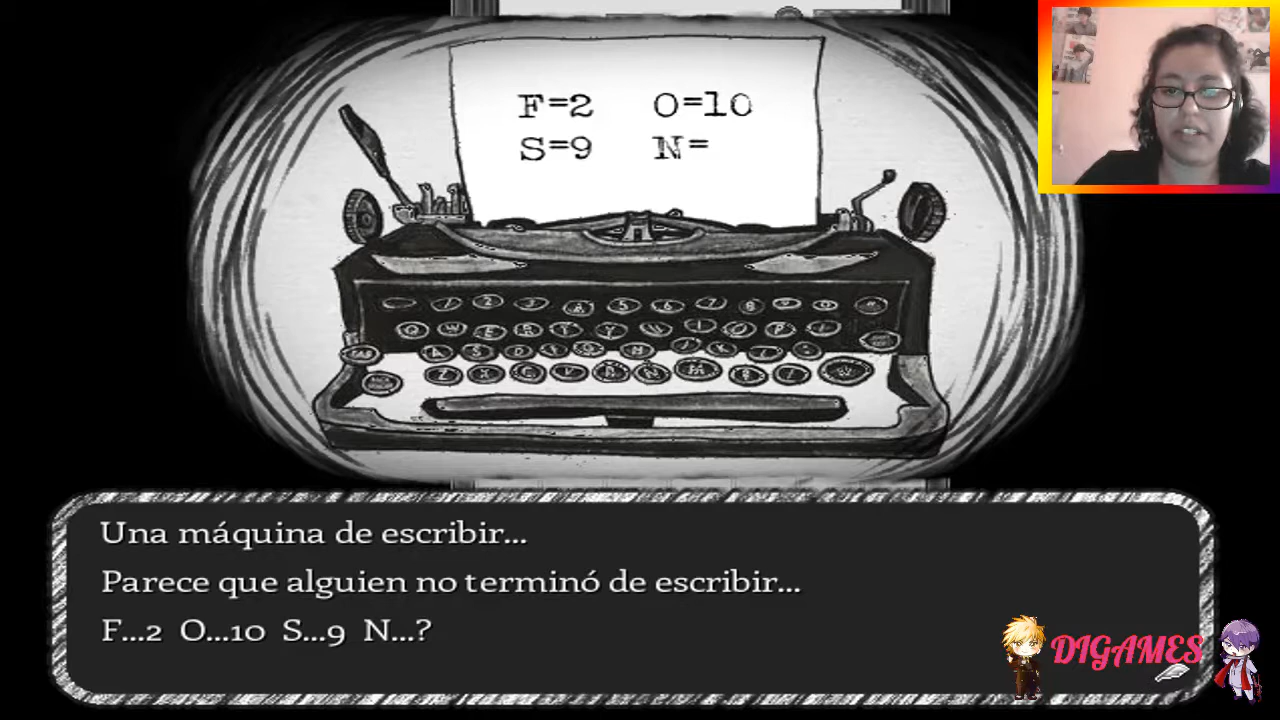 F=2 O=10
S=9 N=
Una máquina de escribir...
Parece que alguien no terminó de escribir...
F...2 O...10 S...9 N...?
DIGAMES